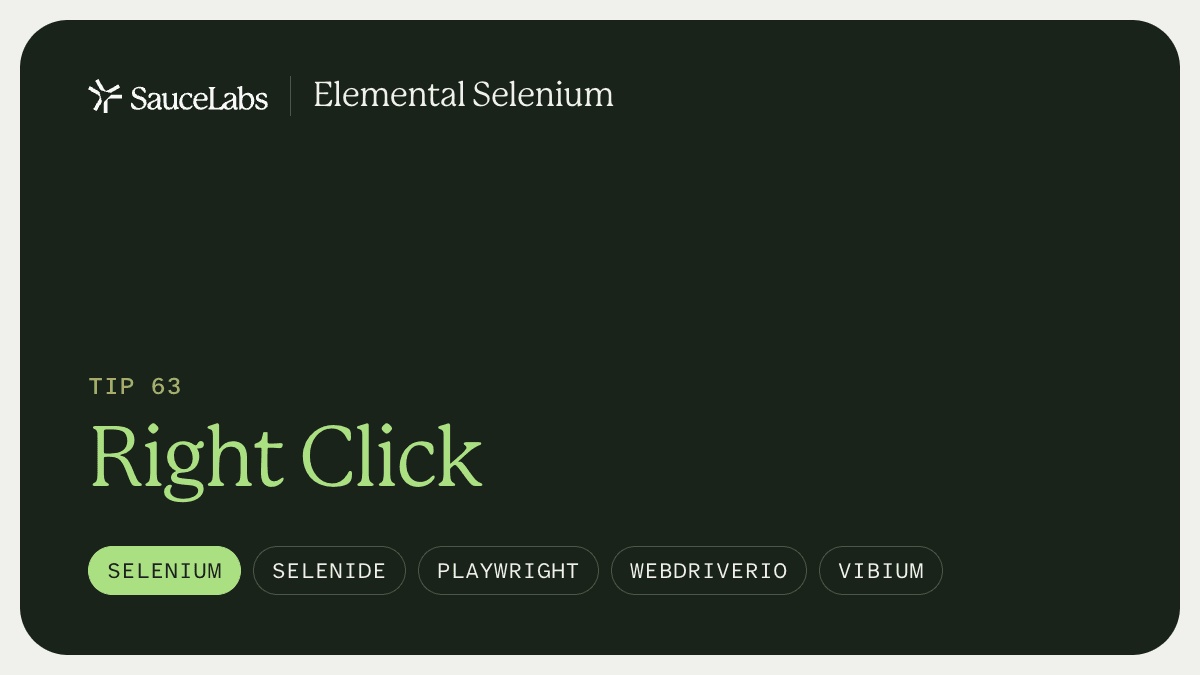 SauceLabs Elemental Selenium
TIP 63
Right Click
SELENIUM SELENIDE PLAYWRIGHT WEBDRIVERIO VIBIUM